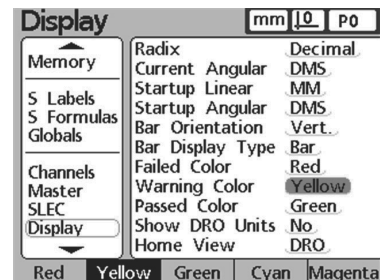 Display mm 0 P0
Memory
S Labels
S Formulas
Globals
Channels
Master
SLEC
Display
Radix Decimal
Current Angular DMS
Startup Linear MM
Startup Angular DMS
Bar Orientation Vert.
Bar Display Type Bar
Failed Color Red
Warning Color Yellow
Passed Color Green
Show DRO Units No
Home View DRO
Red Yellow Green Cyan Magenta